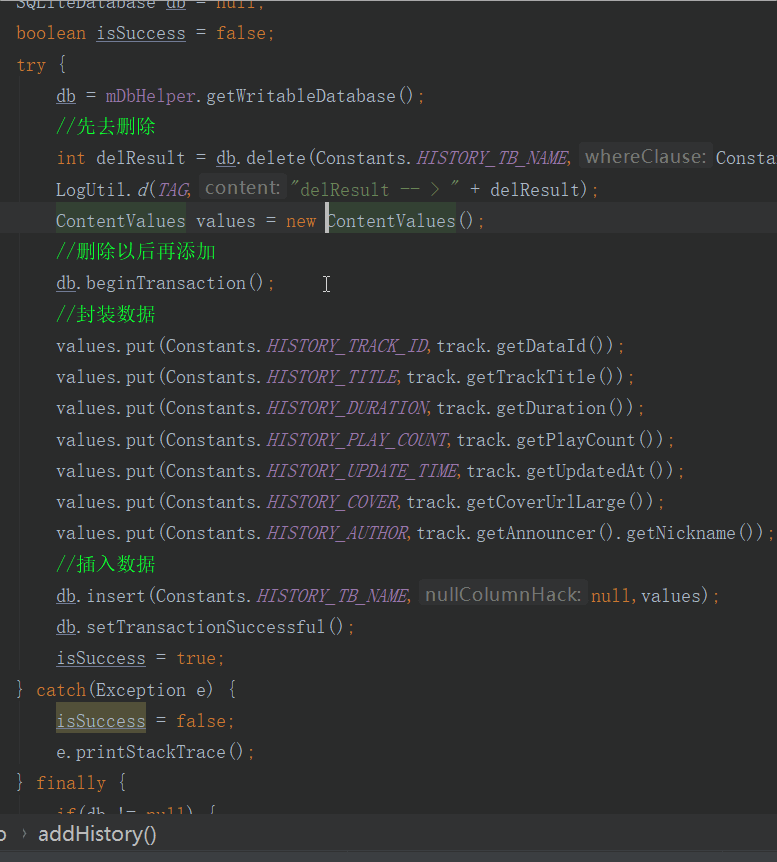 SQLiteDatabase db = null;
boolean isSuccess = false;
try {
db = mDbHelper.getWritableDatabase();
//先去删除
int delResult = db.delete(Constants.HISTORY_TB_NAME, whereClause: Consta
LogUtil.d(TAG, content: "delResult -- > " + delResult);
ContentValues values = new ContentValues();
//删除以后再添加
db.beginTransaction();
//封装数据
values.put(Constants.HISTORY_TRACK_ID,track.getDataId());
values.put(Constants.HISTORY_TITLE,track.getTrackTitle());
values.put(Constants.HISTORY_DURATION,track.getDuration());
values.put(Constants.HISTORY_PLAY_COUNT,track.getPlayCount());
values.put(Constants.HISTORY_UPDATE_TIME,track.getUpdatedAt());
values.put(Constants.HISTORY_COVER,track.getCoverUrlLarge());
values.put(Constants.HISTORY_AUTHOR,track.getAnnouncer().getNickname());
//插入数据
db.insert(Constants.HISTORY_TB_NAME, nullColumnHack: null,values);
db.setTransactionSuccessful();
isSuccess = true;
} catch(Exception e) {
isSuccess = false;
e.printStackTrace();
} finally {
if(db != null) {
o › addHistory()